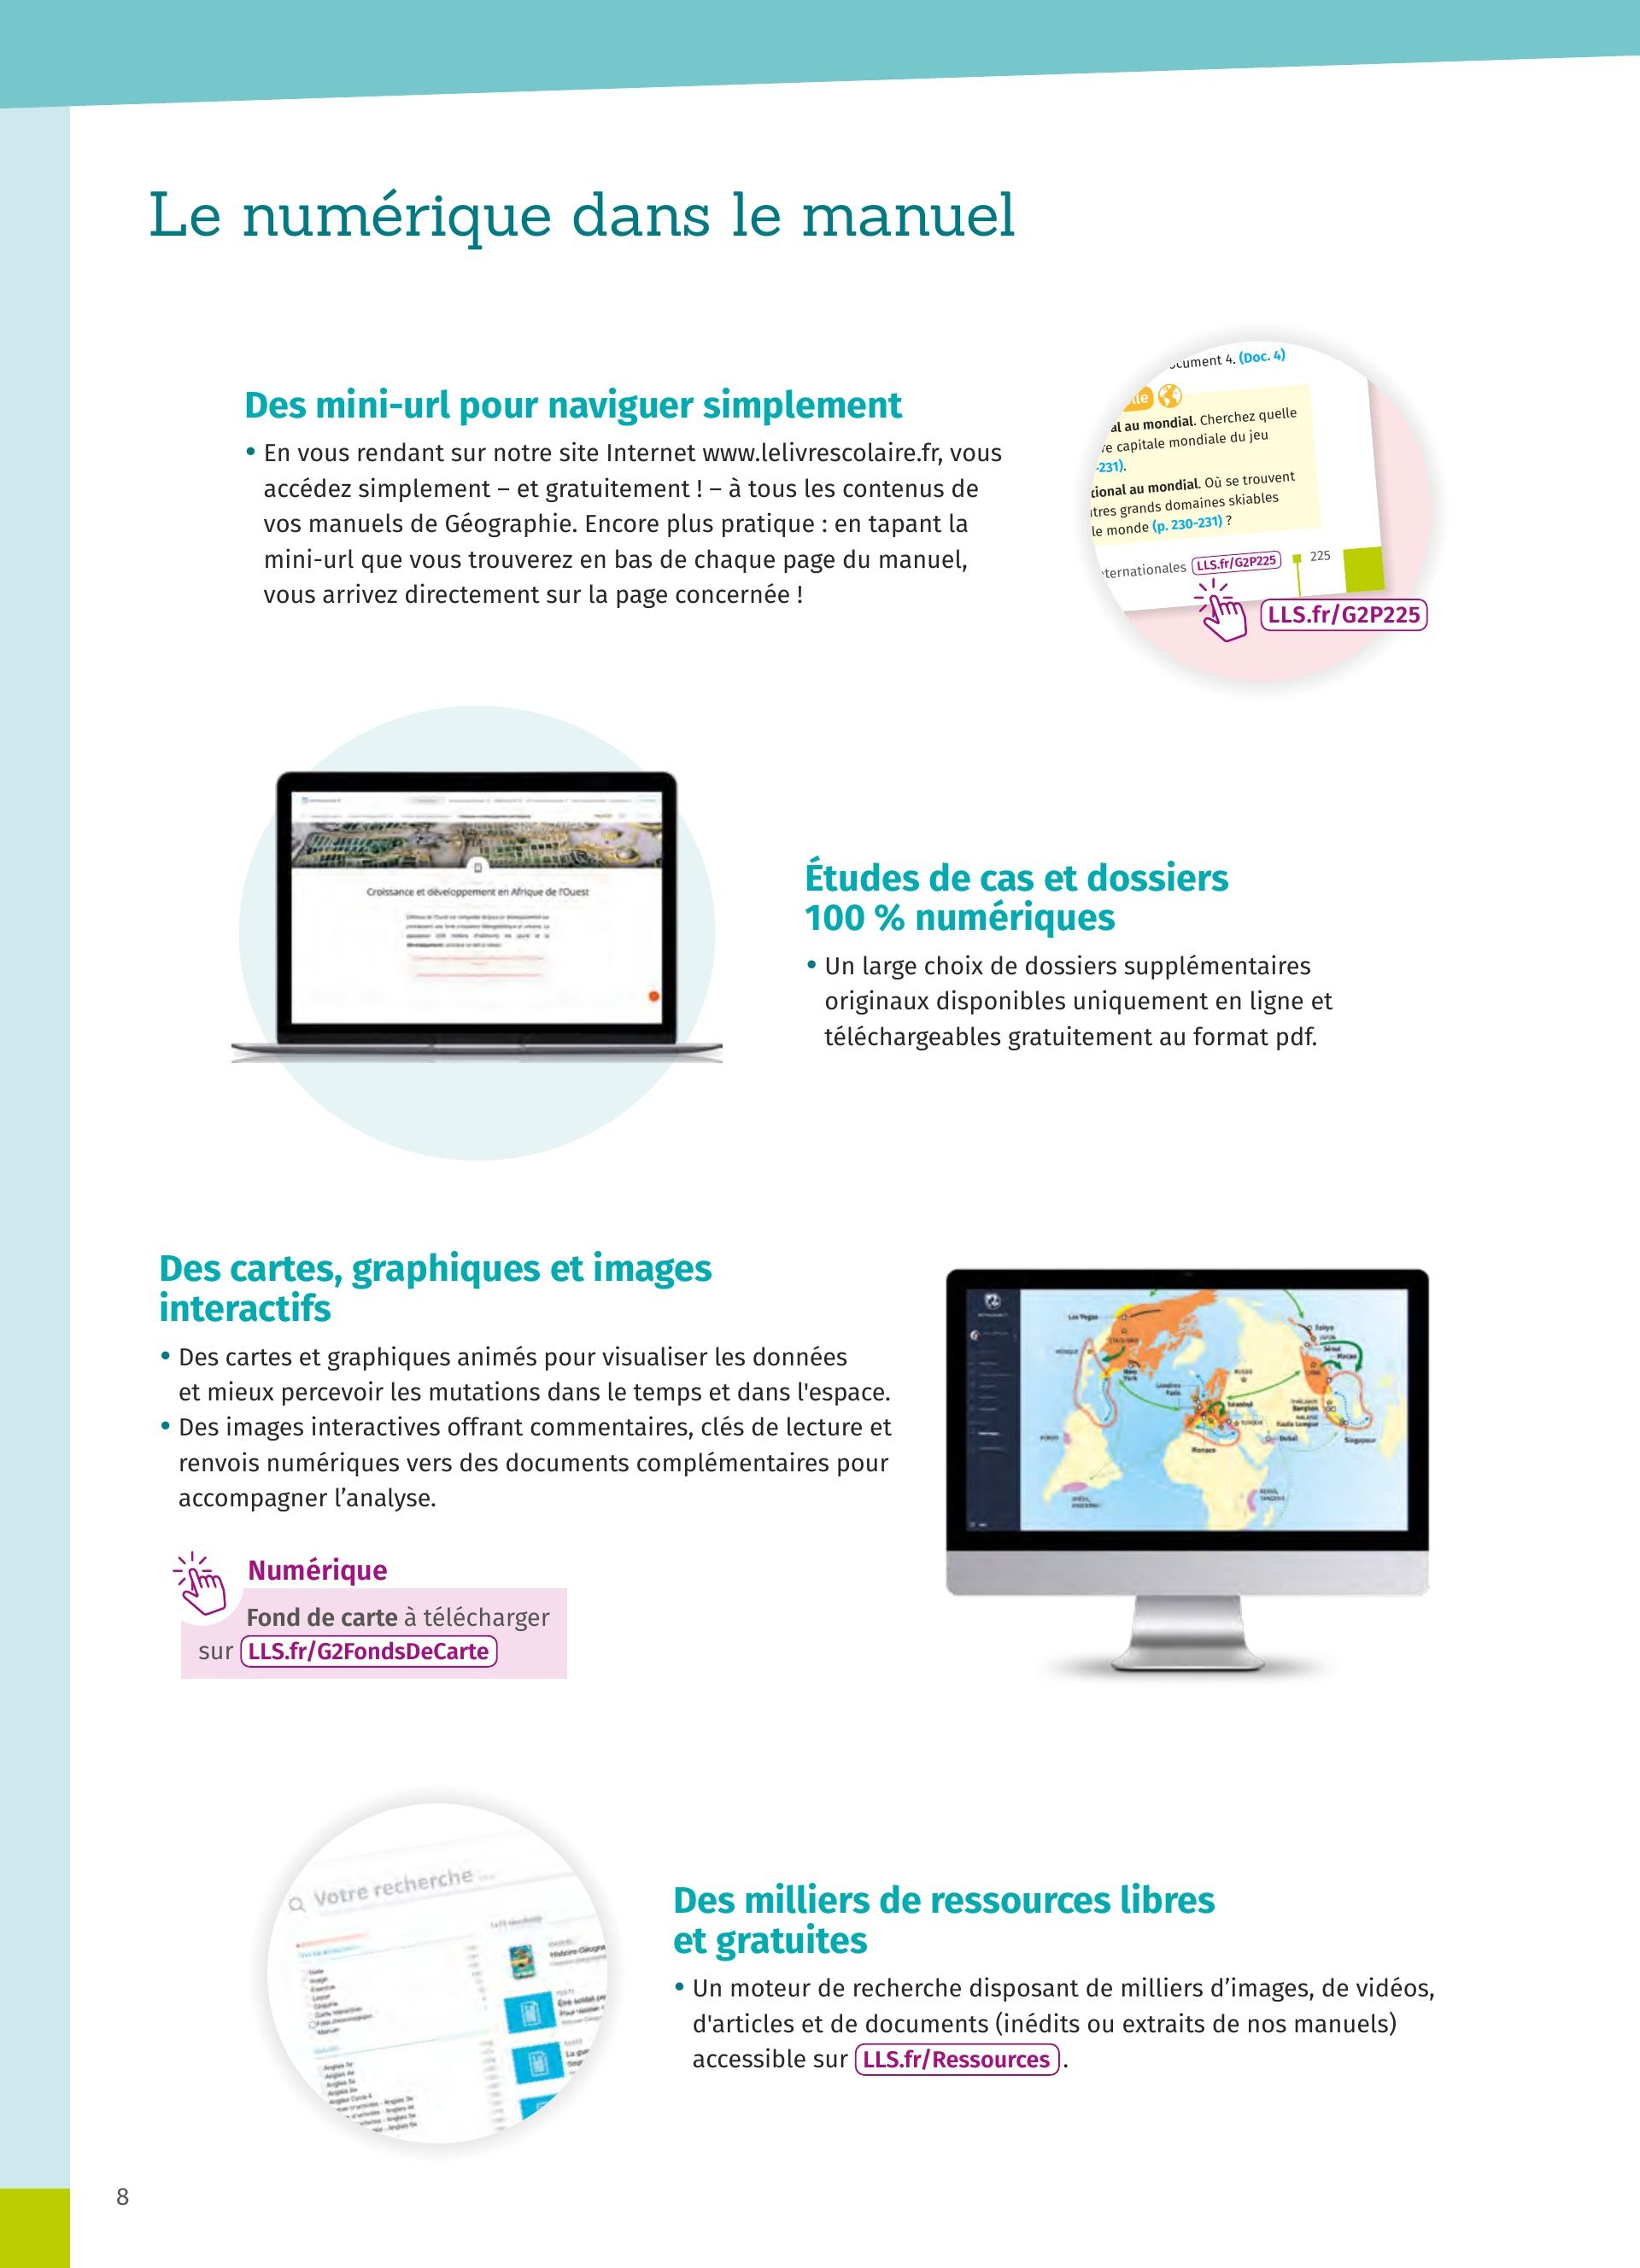 Le numérique dans le manuel
Des mini-url pour naviguer simplement
• En vous rendant sur notre site Internet www.lelivrescolaire.fr, vous
accédez simplement – et gratuitement ! – à tous les contenus de
vos manuels de Géographie. Encore plus pratique : en tapant la
mini-url que vous trouverez en bas de chaque page du manuel,
vous arrivez directement sur la page concernée !
4. (Doc. 4)
al au mondial. Cherchez quelle
re capitale mondiale du jeu
-231).
tional au mondial. Où se trouvent
tres grands domaines skiables
le monde (p. 230-231) ?
ternationales LLS.fr/G2P225 225
LLS.fr/G2P225
Croissance et développement en Afrique de l'Ouest
Études de cas et dossiers
100 % numériques
• Un large choix de dossiers supplémentaires
originaux disponibles uniquement en ligne et
téléchargeables gratuitement au format pdf.
Des cartes, graphiques et images
interactifs
• Des cartes et graphiques animés pour visualiser les données
et mieux percevoir les mutations dans le temps et dans l'espace.
• Des images interactives offrant commentaires, clés de lecture et
renvois numériques vers des documents complémentaires pour
accompagner l’analyse.
Las Vegas
Tokyo
Séoul
Macao
New York
Londres
Paris
Istanbul
Bangkok
Kuala Lumpur
Singapour
Dubaï
Monaco
Numérique
Fond de carte à télécharger
sur LLS.fr/G2FondsDeCarte
Votre recherche ...
Des milliers de ressources libres
et gratuites
• Un moteur de recherche disposant de milliers d’images, de vidéos,
d'articles et de documents (inédits ou extraits de nos manuels)
accessible sur LLS.fr/Ressources .
8